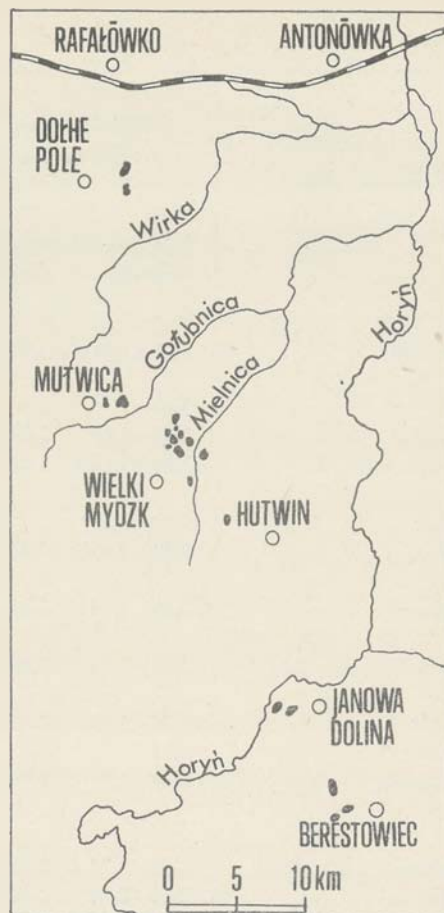 RAFAŁÓWKO
ANTONÓWKA
DOŁHE
POLE
Wirka
Gołubnica
Horyń
MUTWICA
Mielnica
WIELKI
MYDZK
HUTWIN
JANOWA
DOLINA
Horyń
BERESTOWIEC
0 5 10 km